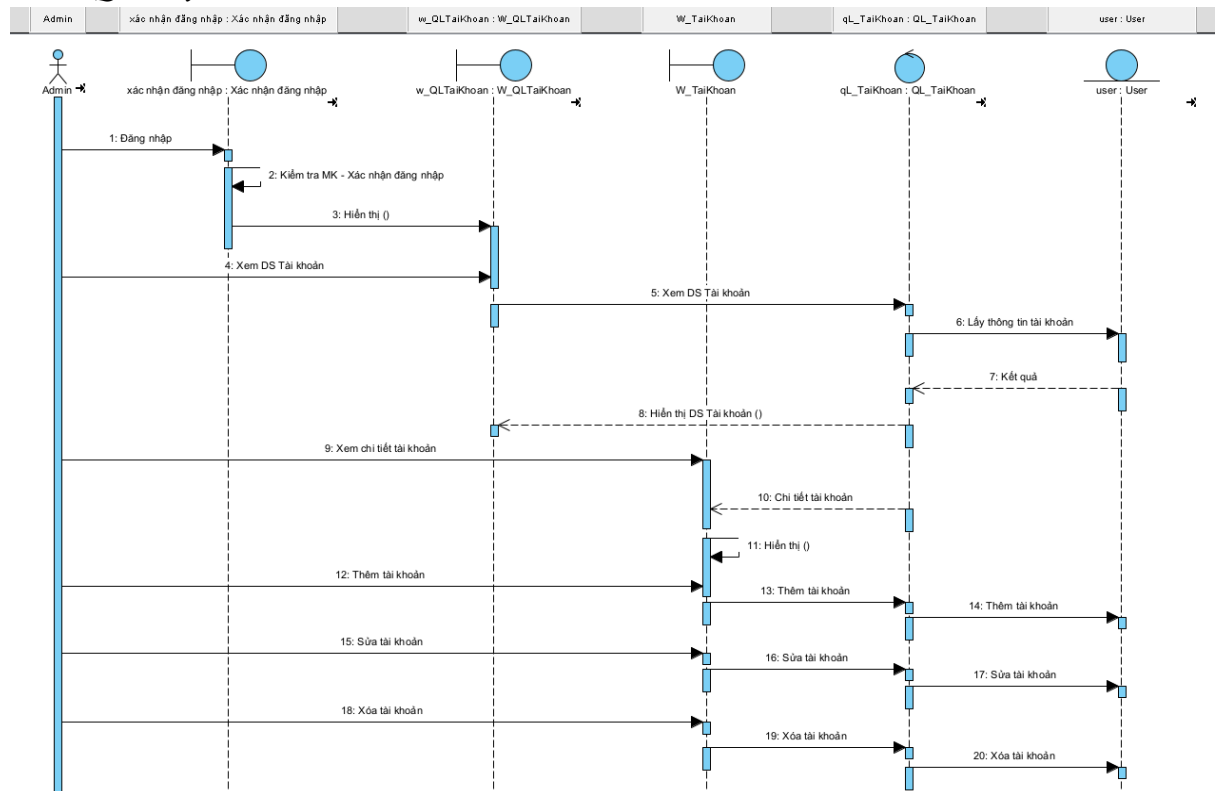 Admin
xác nhận đăng nhập : Xác nhận đăng nhập
w_QLTaiKhoan : W_QLTaiKhoan
W_TaiKhoan
qL_TaiKhoan : QL_TaiKhoan
user : User
Admin
xác nhận đăng nhập : Xác nhận đăng nhập
w_QLTaiKhoan : W_QLTaiKhoan
W_TaiKhoan
qL_TaiKhoan : QL_TaiKhoan
user : User
1: Đăng nhập
2: Kiểm tra MK - Xác nhận đăng nhập
3: Hiển thị ()
4: Xem DS Tài khoản
5: Xem DS Tài khoản
6: Lấy thông tin tài khoản
7: Kết quả
8: Hiển thị DS Tài khoản ()
9: Xem chi tiết tài khoản
10: Chi tiết tài khoản
11: Hiển thị ()
12: Thêm tài khoản
13: Thêm tài khoản
14: Thêm tài khoản
15: Sửa tài khoản
16: Sửa tài khoản
17: Sửa tài khoản
18: Xóa tài khoản
19: Xóa tài khoản
20: Xóa tài khoản